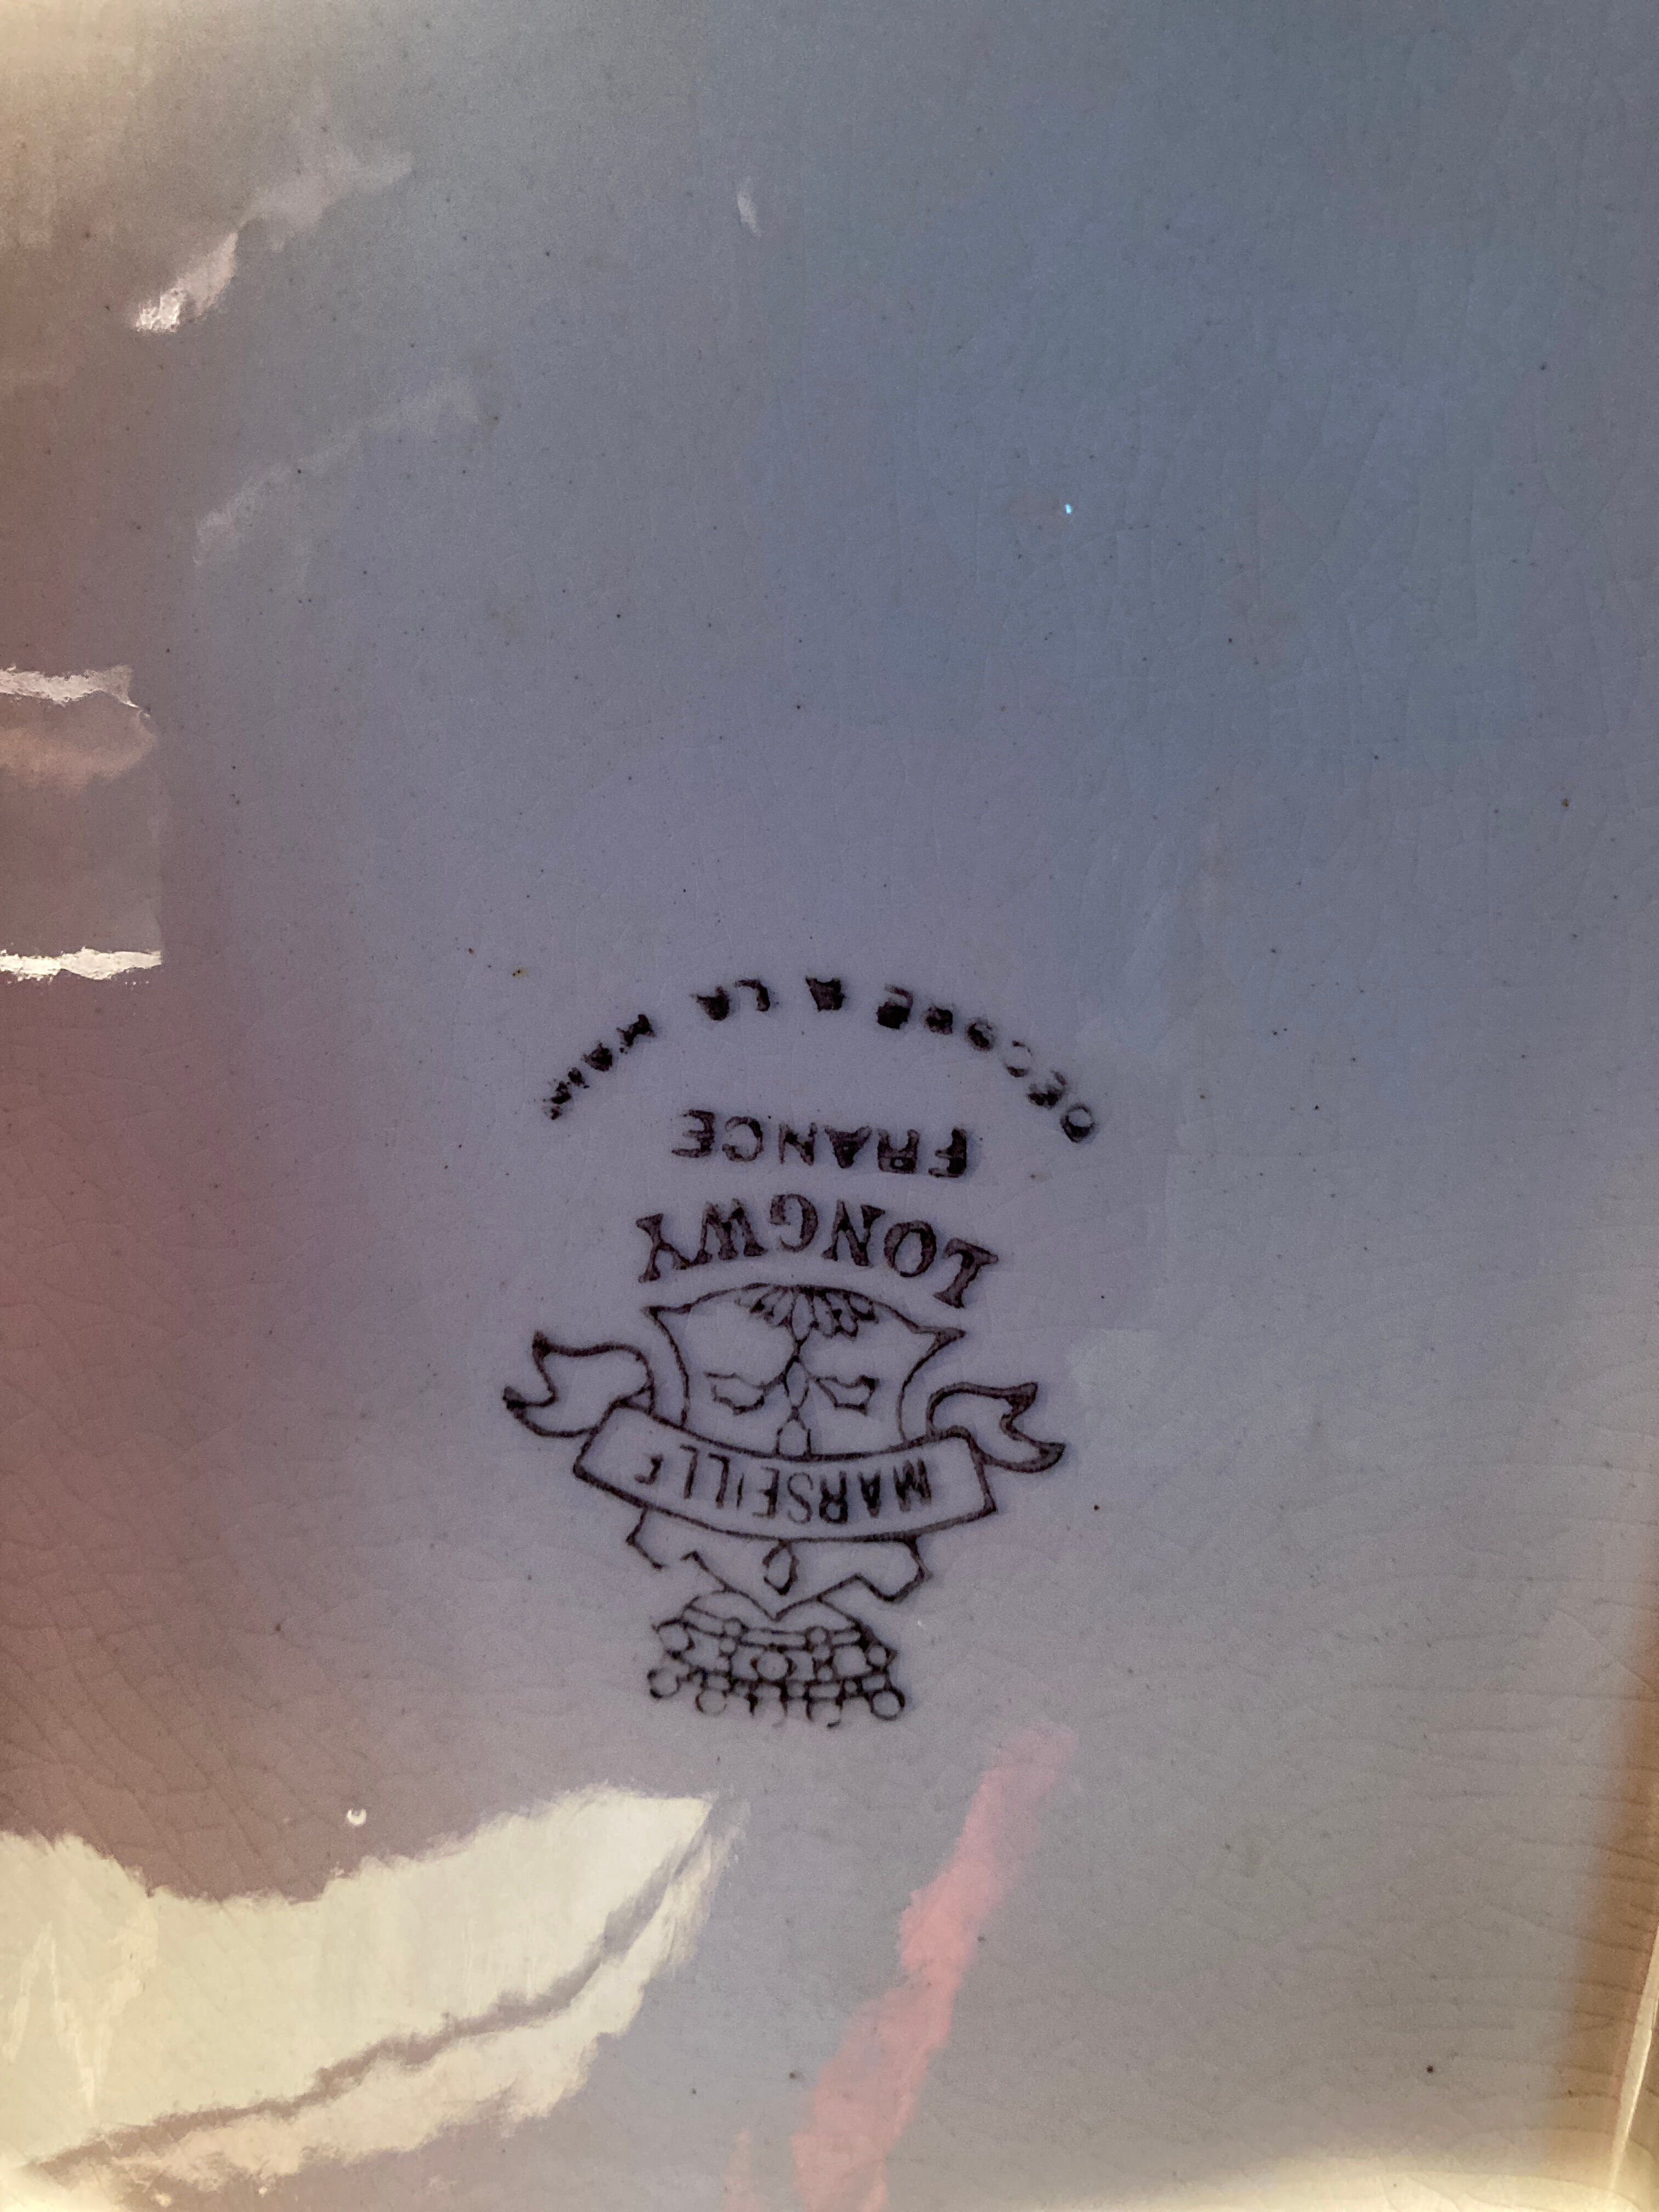 MARSEILLE
LONGWY
FRANCE
DECORE A LA MAIN